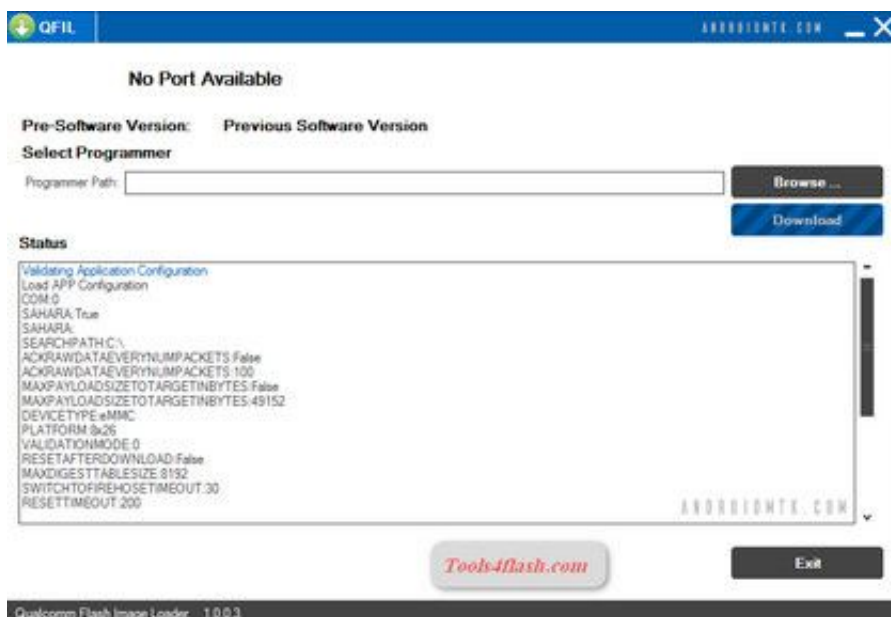 QFIL
ANDROIDMTK.COM
No Port Available
Pre-Software Version: Previous Software Version
Select Programmer
Programmer Path:
Browse ...
Download
Status
Validating Application Configuration
Load APP Configuration
COM:0
SAHARA:True
SAHARA:
SEARCHPATH:C:\
ACKRAWDATAEVERYNUMPACKETS:False
ACKRAWDATAEVERYNUMPACKETS:100
MAXPAYLOADSIZETOTARGETINBYTES:False
MAXPAYLOADSIZETOTARGETINBYTES:49152
DEVICETYPE:eMMC
PLATFORM:8x26
VALIDATIONMODE:0
RESETAFTERDOWNLOAD:False
MAXDIGESTTABLESIZE:8192
SWITCHTOFIREHOSETIMEOUT:30
RESETTIMEOUT:200
ANDROIDMTK.COM
Tools4flash.com
Exit
Qualcomm Flash Image Loader 1.0.0.3